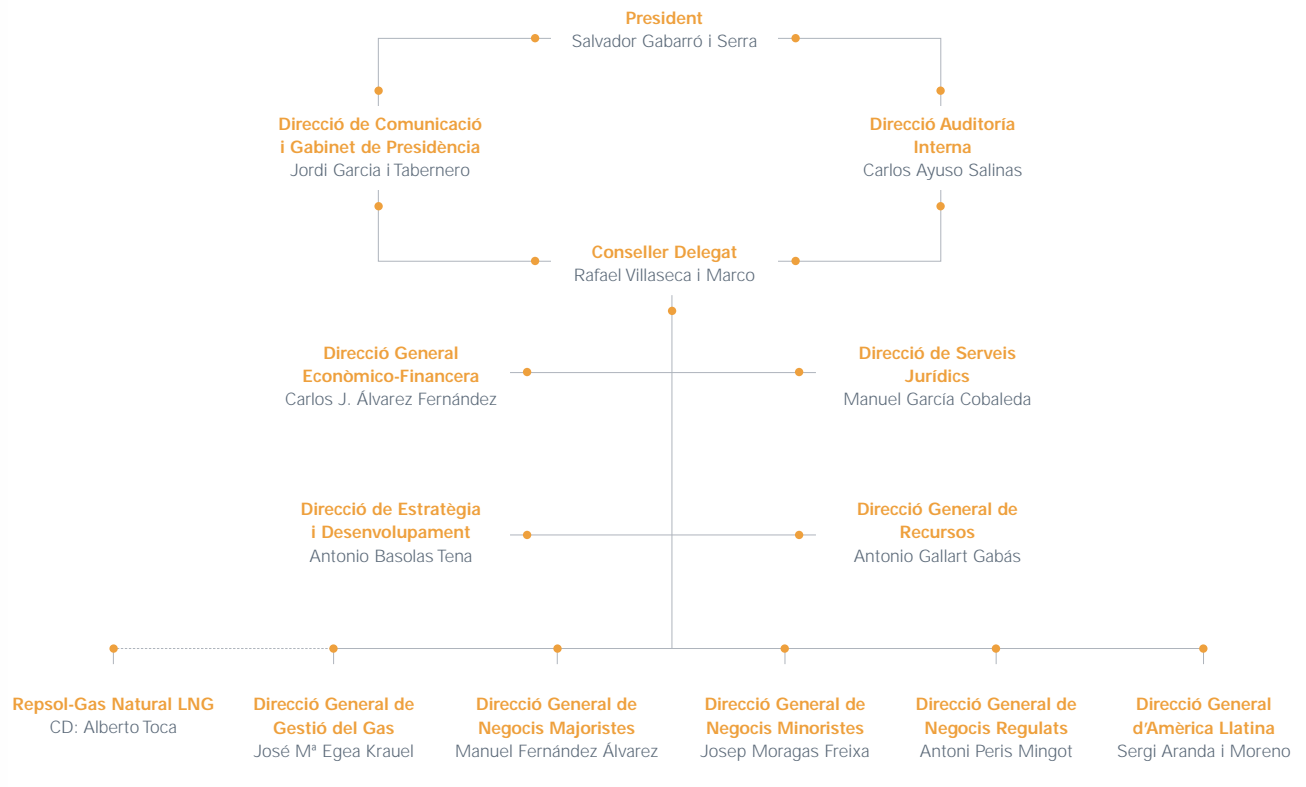 President
Salvador Gabarró i Serra
Direcció de Comunicació
i Gabinet de Presidència
Jordi Garcia i Tabernero
Direcció Auditoría
Interna
Carlos Ayuso Salinas
Conseller Delegat
Rafael Villaseca i Marco
Direcció General
Econòmico-Financera
Carlos J. Álvarez Fernández
Direcció de Serveis
Jurídics
Manuel García Cobaleda
Direcció de Estratègia
i Desenvolupament
Antonio Basolas Tena
Direcció General de
Recursos
Antonio Gallart Gabás
Repsol-Gas Natural LNG
CD: Alberto Toca
Direcció General de
Gestió del Gas
José Mª Egea Krauel
Direcció General de
Negocis Majoristes
Manuel Fernández Álvarez
Direcció General de
Negocis Minoristes
Josep Moragas Freixa
Direcció General de
Negocis Regulats
Antoni Peris Mingot
Direcció General
d'Amèrica Llatina
Sergi Aranda i Moreno